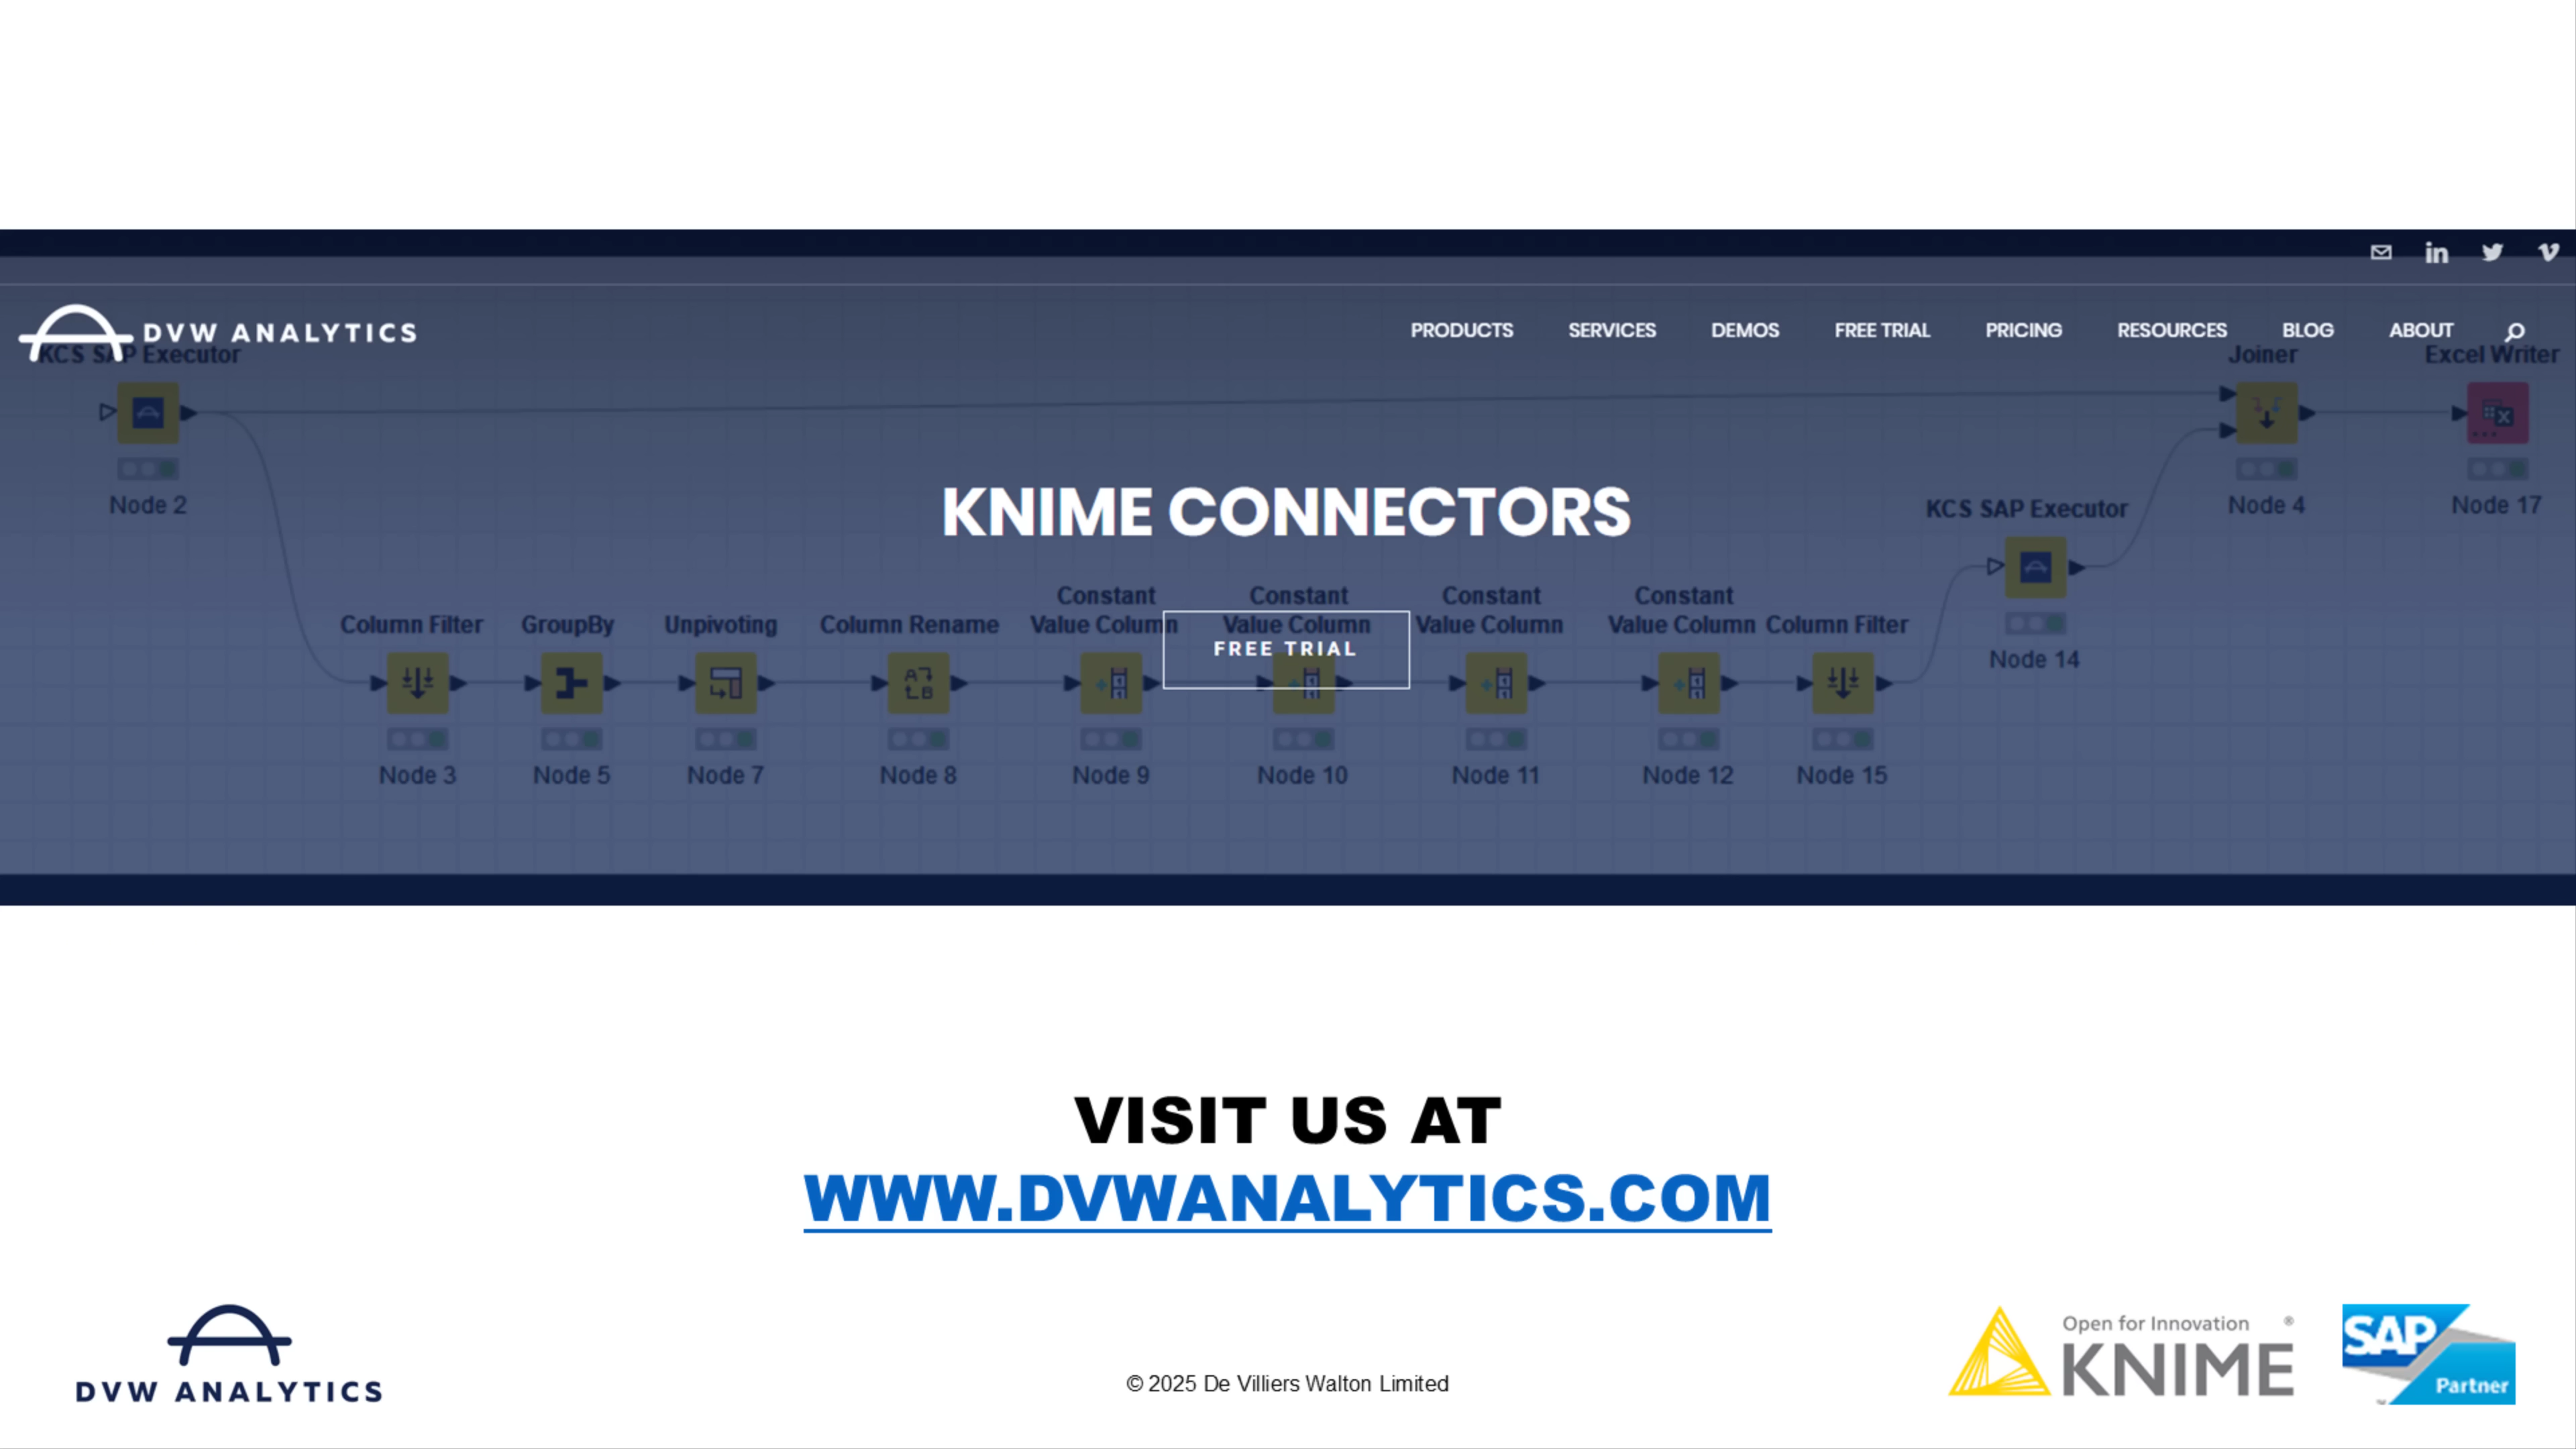 DVW ANALYTICS
PRODUCTS SERVICES DEMOS FREE TRIAL PRICING RESOURCES BLOG ABOUT
KCS SAP Executor
Joiner
Excel Writer
Node 2
Node 4
Node 17
KNIME CONNECTORS
KCS SAP Executor
Node 14
Column Filter
GroupBy
Unpivoting
Column Rename
Constant
Value Column
Constant
Value Column
Constant
Value Column
Constant
Value Column
Column Filter
FREE TRIAL
Node 3
Node 5
Node 7
Node 8
Node 9
Node 10
Node 11
Node 12
Node 15
VISIT US AT
WWW.DVWANALYTICS.COM
DVW ANALYTICS
© 2025 De Villiers Walton Limited
Open for Innovation ®
KNIME
SAP
Partner